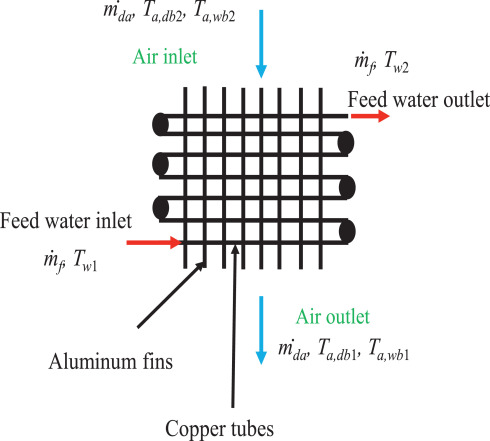 ṁda, Ta,db2, Ta,wb2
Air inlet
ṁf, Tw2
Feed water outlet
Feed water inlet
ṁf, Tw1
Air outlet
ṁda, Ta,db1, Ta,wb1
Aluminum fins
Copper tubes